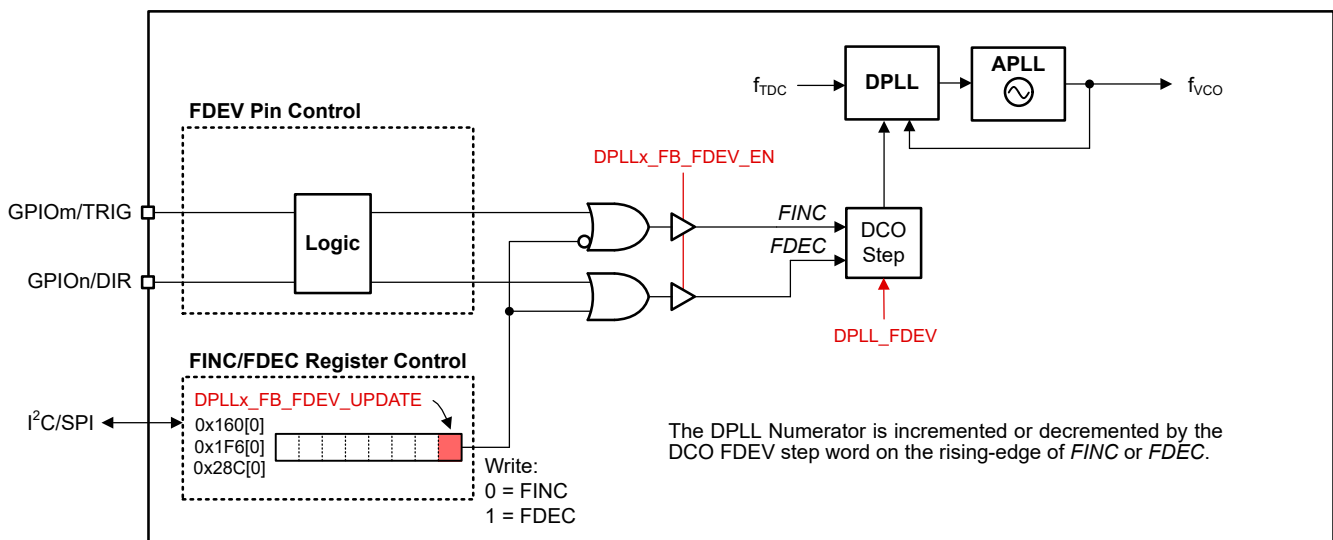 f_TDC
DPLL
APLL
f_VCO
FDEV Pin Control
DPLLx_FB_FDEV_EN
GPIOm/TRIG
Logic
FINC
FDEC
DCO
Step
GPIOn/DIR
DPLL_FDEV
FINC/FDEC Register Control
DPLLx_FB_FDEV_UPDATE
I²C/SPI
0x160[0]
0x1F6[0]
0x28C[0]
Write:
0 = FINC
1 = FDEC
The DPLL Numerator is incremented or decremented by the
DCO FDEV step word on the rising-edge of FINC or FDEC.